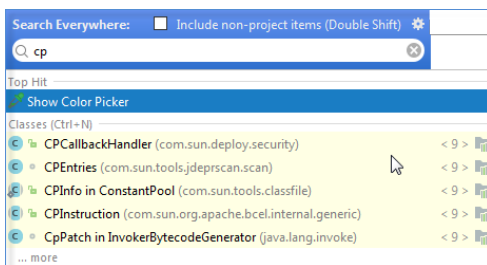 Search Everywhere: Include non-project items (Double Shift)
cp
Top Hit
Show Color Picker
Classes (Ctrl+N)
CPCallbackHandler (com.sun.deploy.security) < 9 >
CPEntries (com.sun.tools.jdeprscan.scan) < 9 >
CPInfo in ConstantPool (com.sun.tools.classfile) < 9 >
CPInstruction (com.sun.org.apache.bcel.internal.generic) < 9 >
CpPatch in InvokerBytecodeGenerator (java.lang.invoke) < 9 >
... more